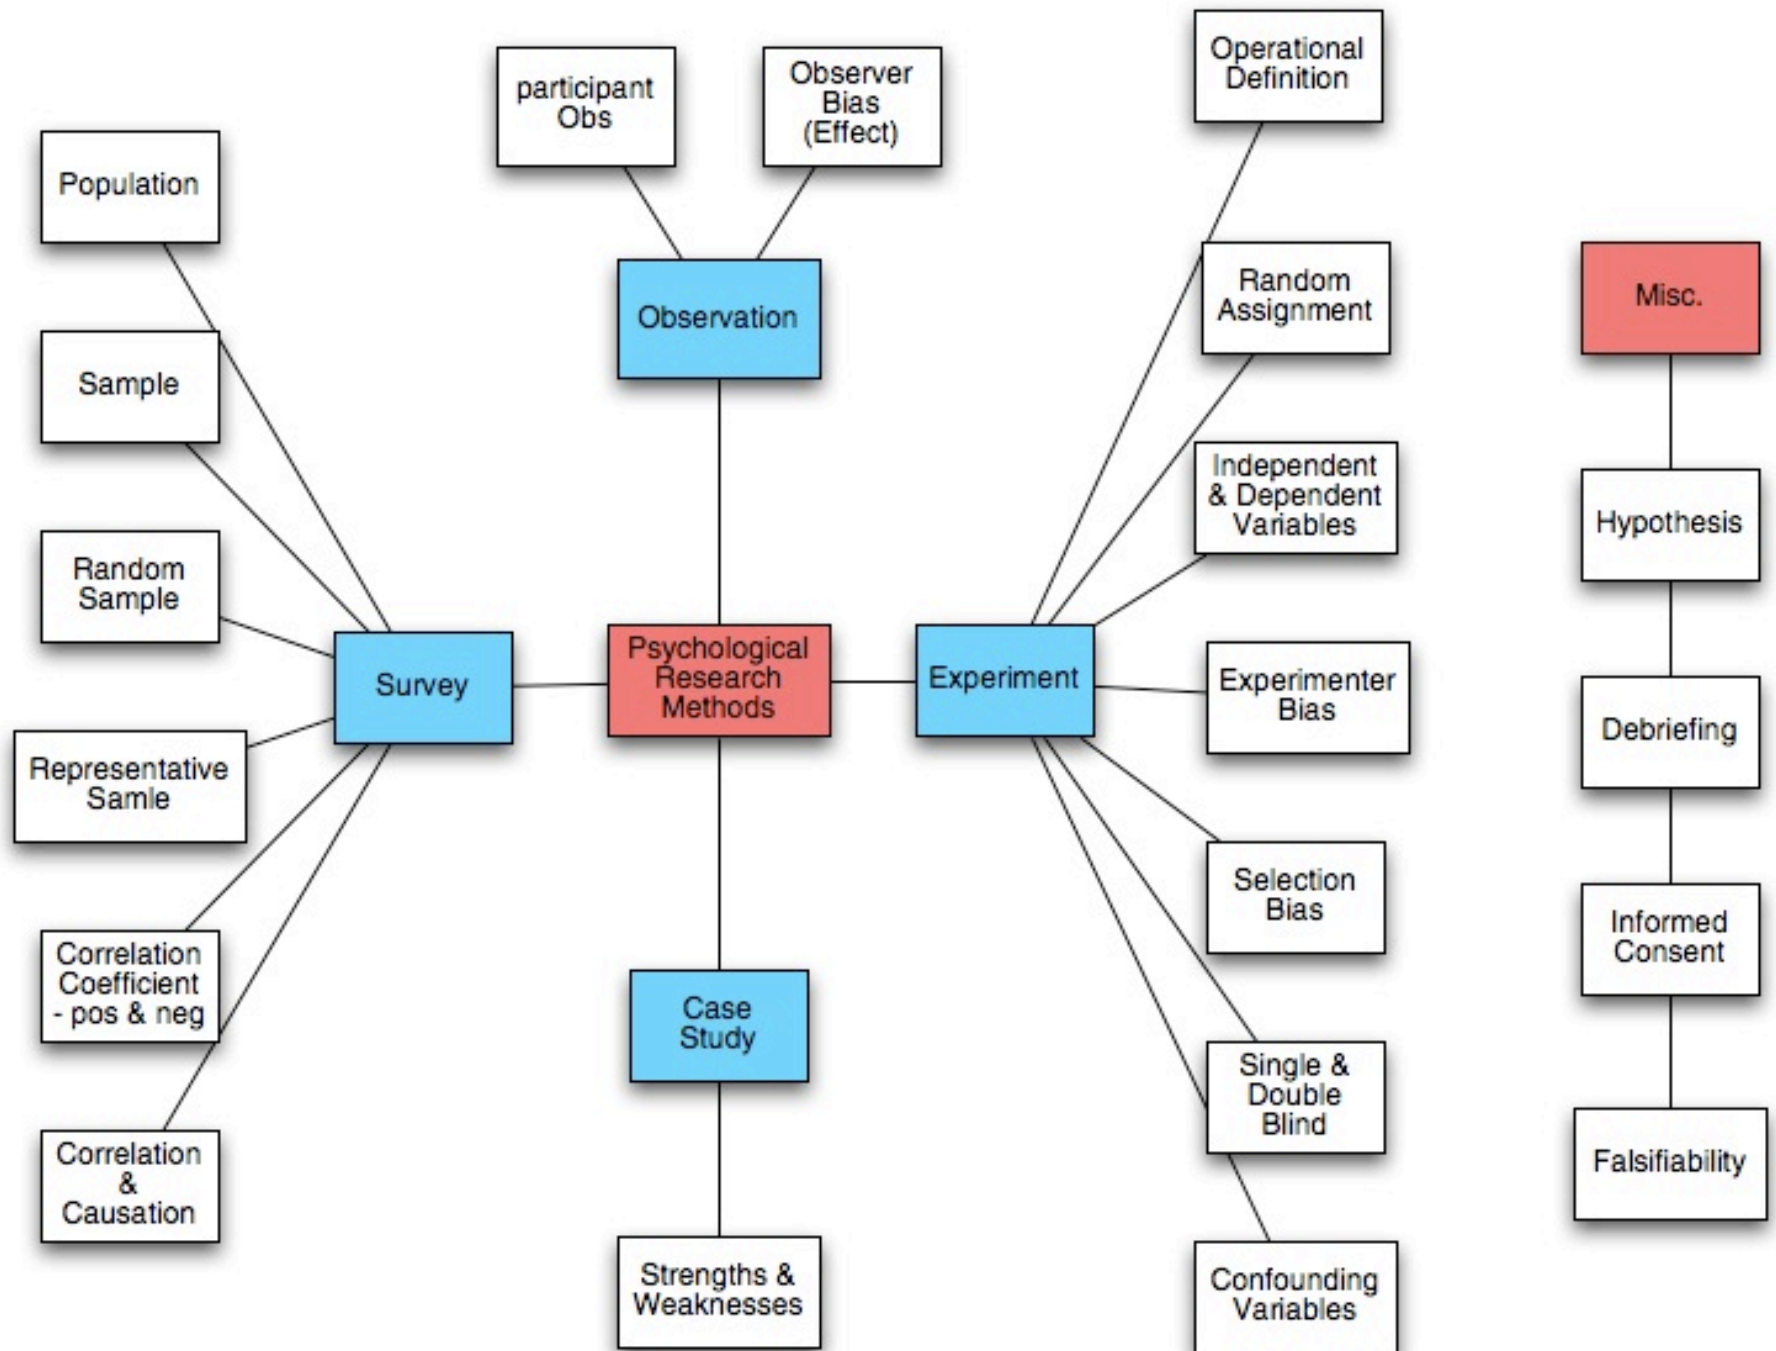 participant
Obs
Observer
Bias
(Effect)
Operational
Definition
Population
Sample
Random
Sample
Representative
Samle
Correlation
Coefficient
- pos & neg
Correlation
&
Causation
Observation
Survey
Psychological
Research
Methods
Experiment
Case
Study
Strengths &
Weaknesses
Random
Assignment
Independent
& Dependent
Variables
Experimenter
Bias
Selection
Bias
Single &
Double
Blind
Confounding
Variables
Misc.
Hypothesis
Debriefing
Informed
Consent
Falsifiability